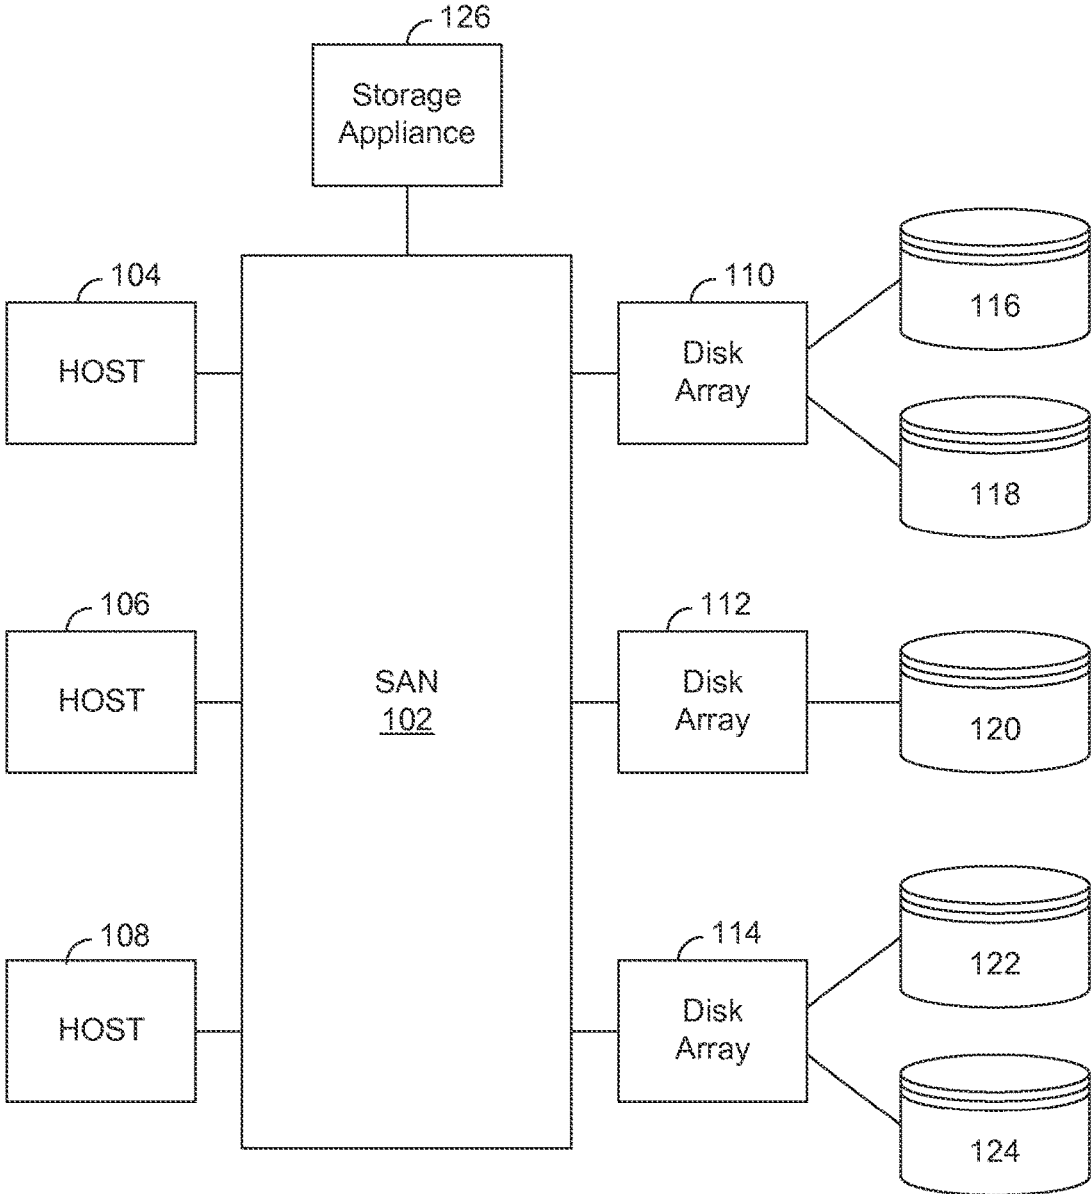 126
Storage
Appliance
104
HOST
110
Disk
Array
116
118
106
HOST
SAN
102
112
Disk
Array
120
108
HOST
114
Disk
Array
122
124